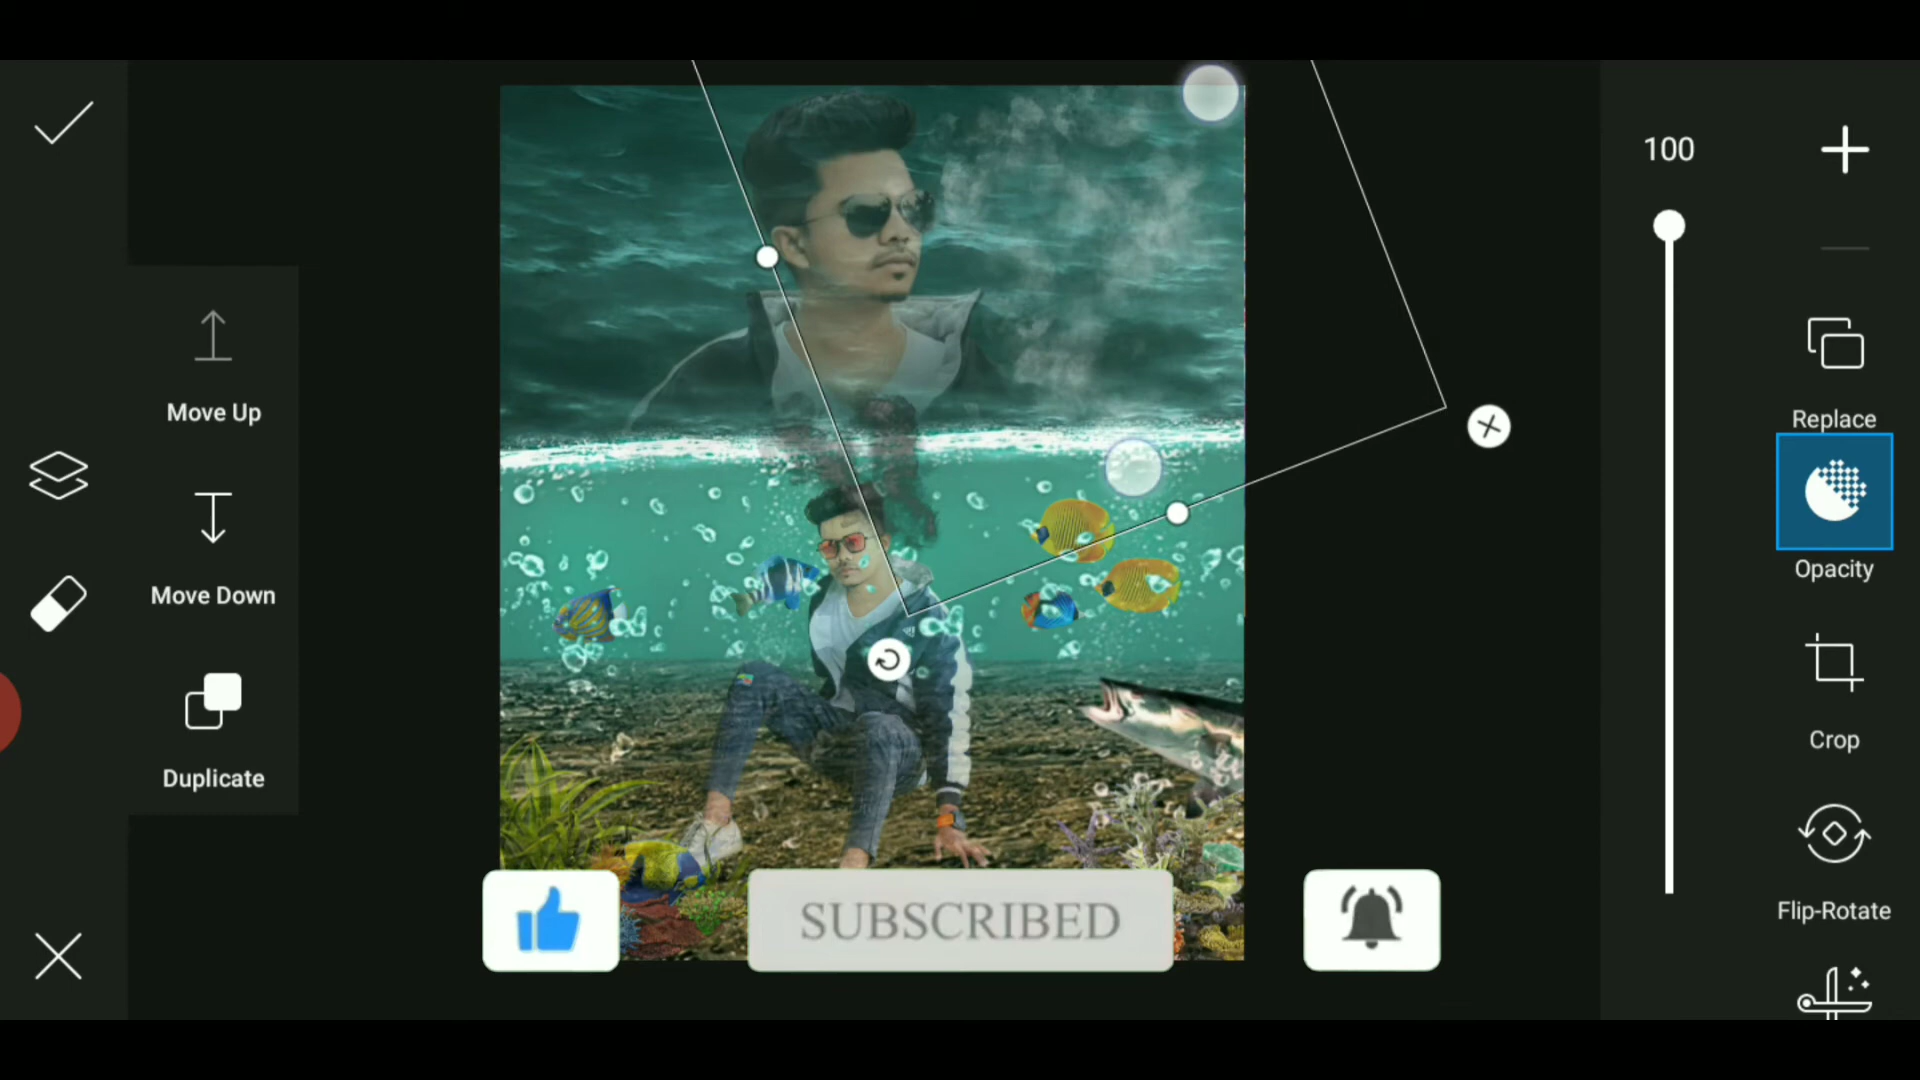 100
Move Up
Replace
Opacity
Move Down
Crop
Duplicate
Flip-Rotate
SUBSCRIBED